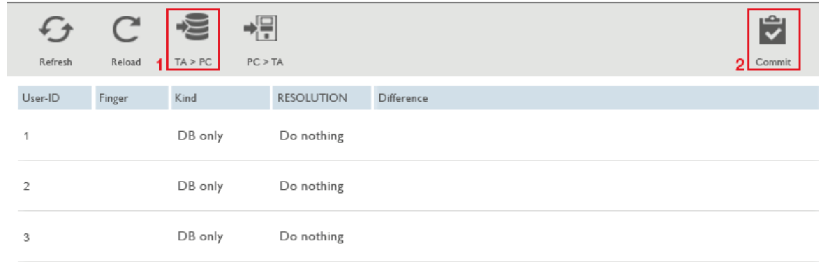 Refresh Reload 1 TA > PC PC > TA 2 Commit
User-ID Finger Kind RESOLUTION Difference
1 DB only Do nothing
2 DB only Do nothing
3 DB only Do nothing